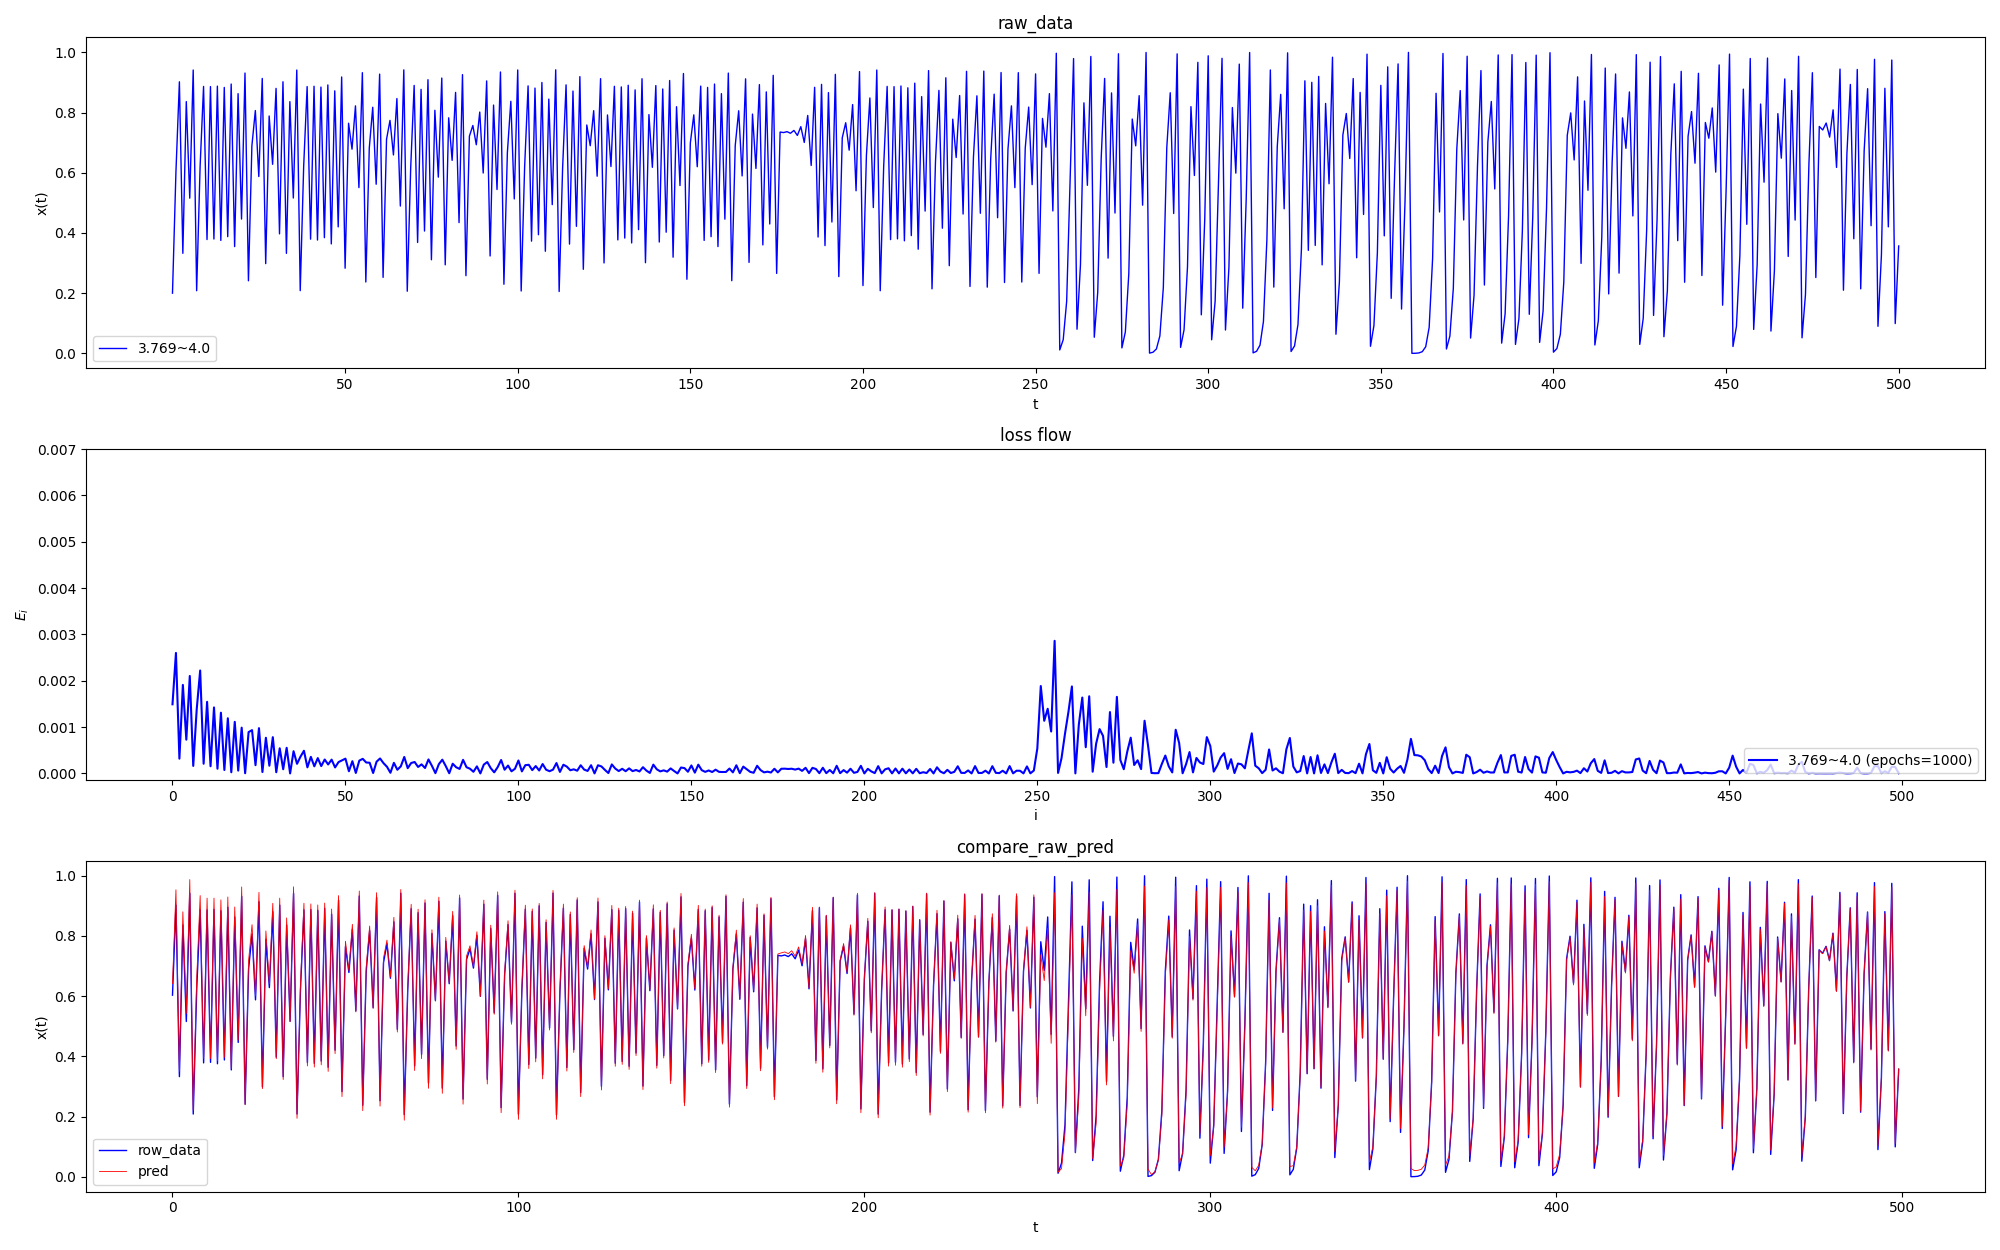 raw_data
x(t)
1.0
0.8
0.6
0.4
0.2
0.0
3.769~4.0
50 100 150 200 250 300 350 400 450 500
t
loss flow
E_i
0.007
0.006
0.005
0.004
0.003
0.002
0.001
0.000
3.769~4.0 (epochs=1000)
0 50 100 150 200 250 300 350 400 450 500
i
compare_raw_pred
x(t)
1.0
0.8
0.6
0.4
0.2
0.0
row_data
pred
0 100 200 300 400 500
t